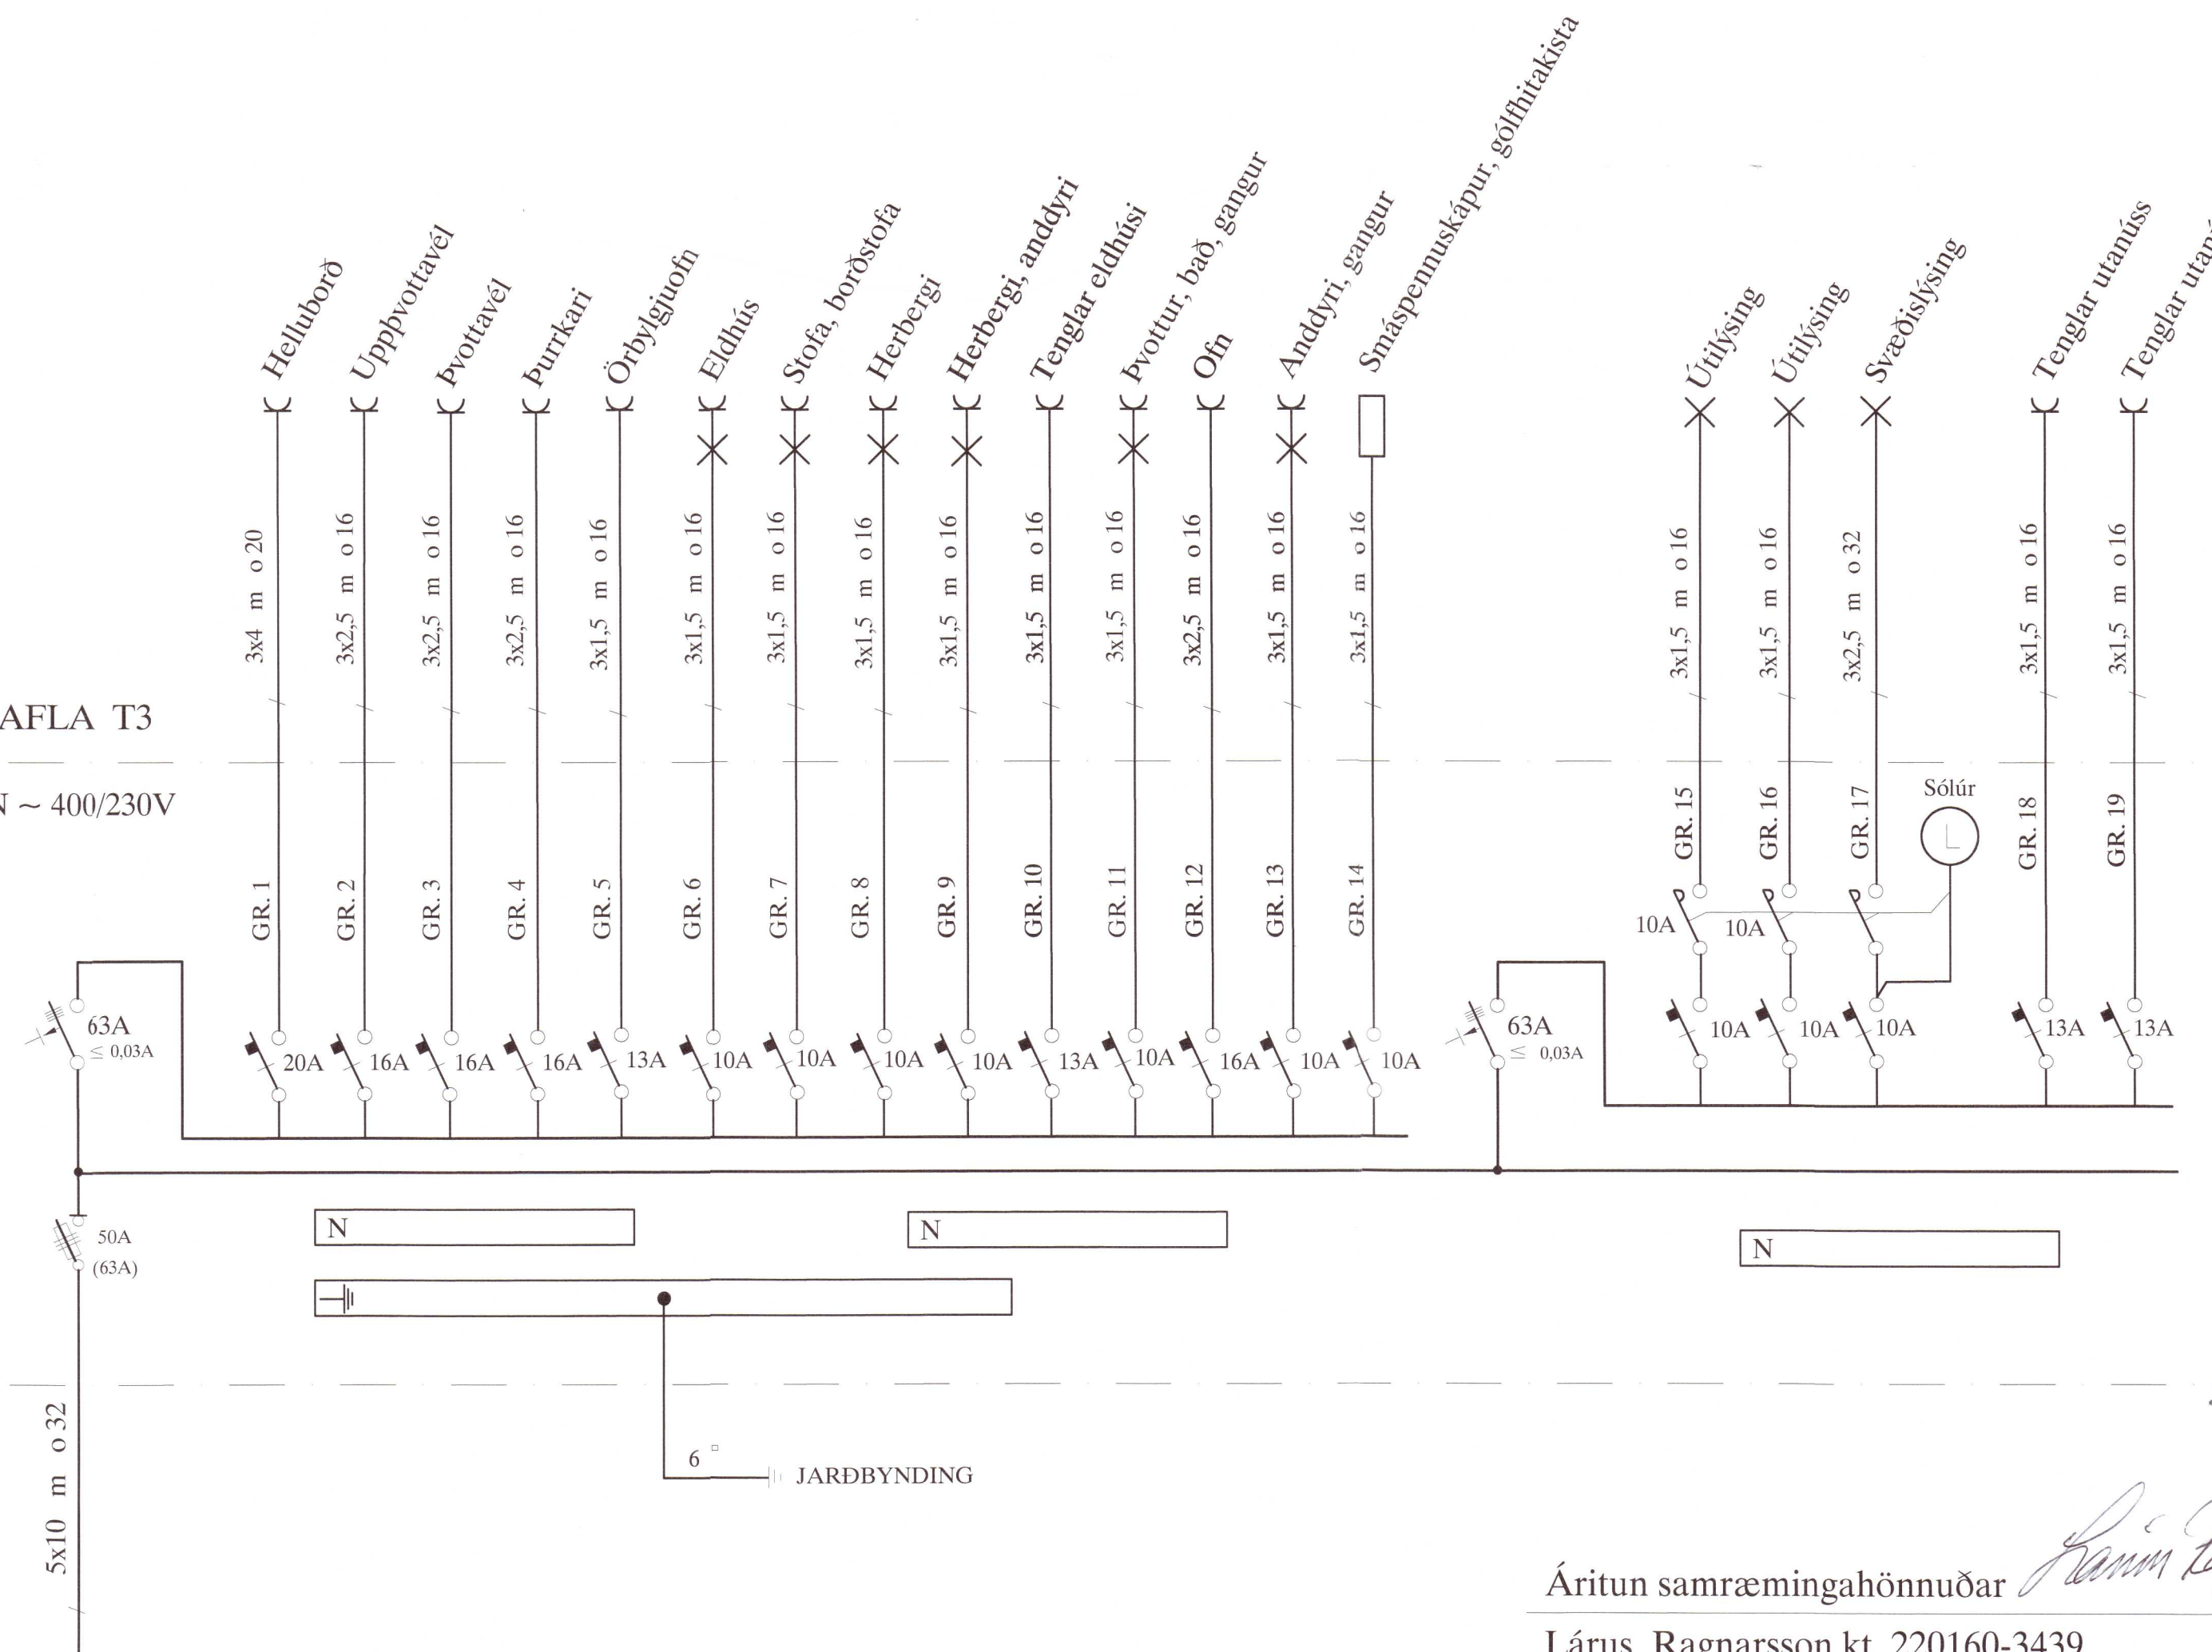 Helluborð
Uppþvottavél
Þvottavél
Þurrkari
Örbylgjuofn
Eldhús
Stofa, borðstofa
Herbergi
Herbergi, anddyri
Tenglar eldhúsi
Þvottur, bað, gangur
Ofn
Anddyri, gangur
Smáspennuskápur, gólfhitakista
Útilýsing
Útilýsing
Svæðislýsing
Tenglar utanúss
Tenglar utanú
3x4 m o 20
3x2,5 m o 16
3x2,5 m o 16
3x2,5 m o 16
3x1,5 m o 16
3x1,5 m o 16
3x1,5 m o 16
3x1,5 m o 16
3x1,5 m o 16
3x1,5 m o 16
3x1,5 m o 16
3x2,5 m o 16
3x1,5 m o 16
3x1,5 m o 16
3x1,5 m o 16
3x1,5 m o 16
3x2,5 m o 32
3x1,5 m o 16
3x1,5 m o 16
AFLA T3
N ~ 400/230V
GR. 1
GR. 2
GR. 3
GR. 4
GR. 5
GR. 6
GR. 7
GR. 8
GR. 9
GR. 10
GR. 11
GR. 12
GR. 13
GR. 14
GR. 15
GR. 16
GR. 17
Sólúr
L
GR. 18
GR. 19
10A
10A
63A
≤ 0,03A
20A
16A
16A
16A
13A
10A
10A
10A
10A
13A
10A
16A
10A
10A
63A
≤ 0,03A
10A
10A
10A
13A
13A
50A
(63A)
N
N
N
5x10 m o 32
6 □
JARÐBYNDING
Áritun samræmingahönnuðar
Lárus Ragnarsson kt. 220160-3439